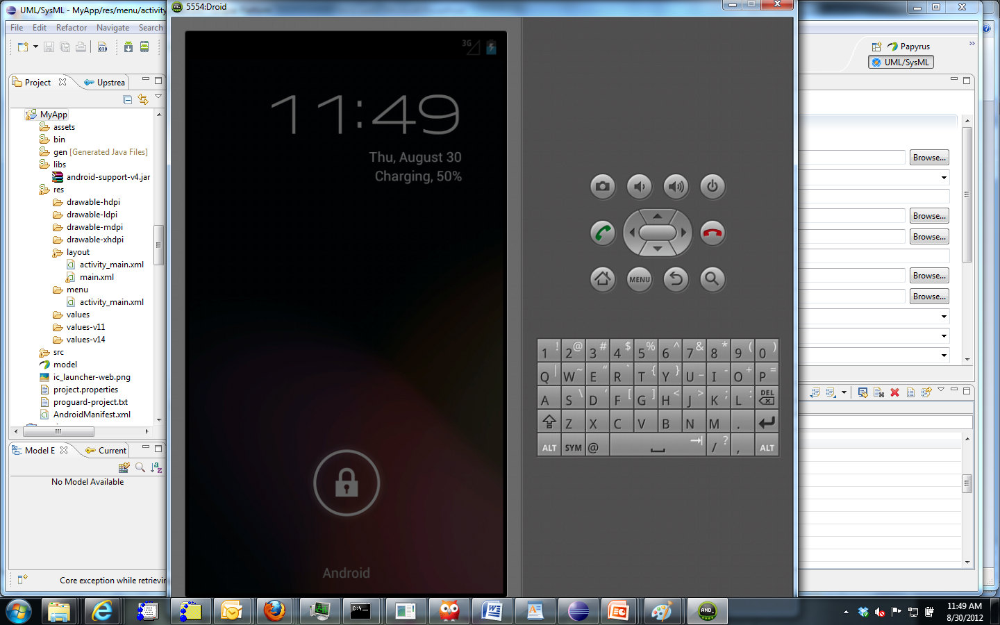 UML/SysML - MyApp/res/menu/activity
5554:Droid
File Edit Refactor Navigate Search
Papyrus
UML/SysML
Project
Upstrea
MyApp
assets
bin
gen [Generated Java Files]
libs
android-support-v4.jar
res
drawable-hdpi
drawable-ldpi
drawable-mdpi
drawable-xhdpi
layout
activity_main.xml
main.xml
menu
activity_main.xml
values
values-v11
values-v14
src
model
ic_launcher-web.png
project.properties
proguard-project.txt
AndroidManifest.xml
Model E
Current
No Model Available
3G
11:49
Thu, August 30
Charging, 50%
Android
MENU
1 ! 2 @ 3 # 4 $ 5 % 6 ^ 7 & 8 * 9 ( 0 )
Q | W ~ E " R ` T { Y } U _ I - O + P =
A S \ D ' F [ G ] H < J > K ; L : DEL
Z X C V B N M .
ALT SYM @ / ? , ALT
Browse...
Browse...
Browse...
Browse...
Browse...
Core exception while retrievin
11:49 AM
8/30/2012